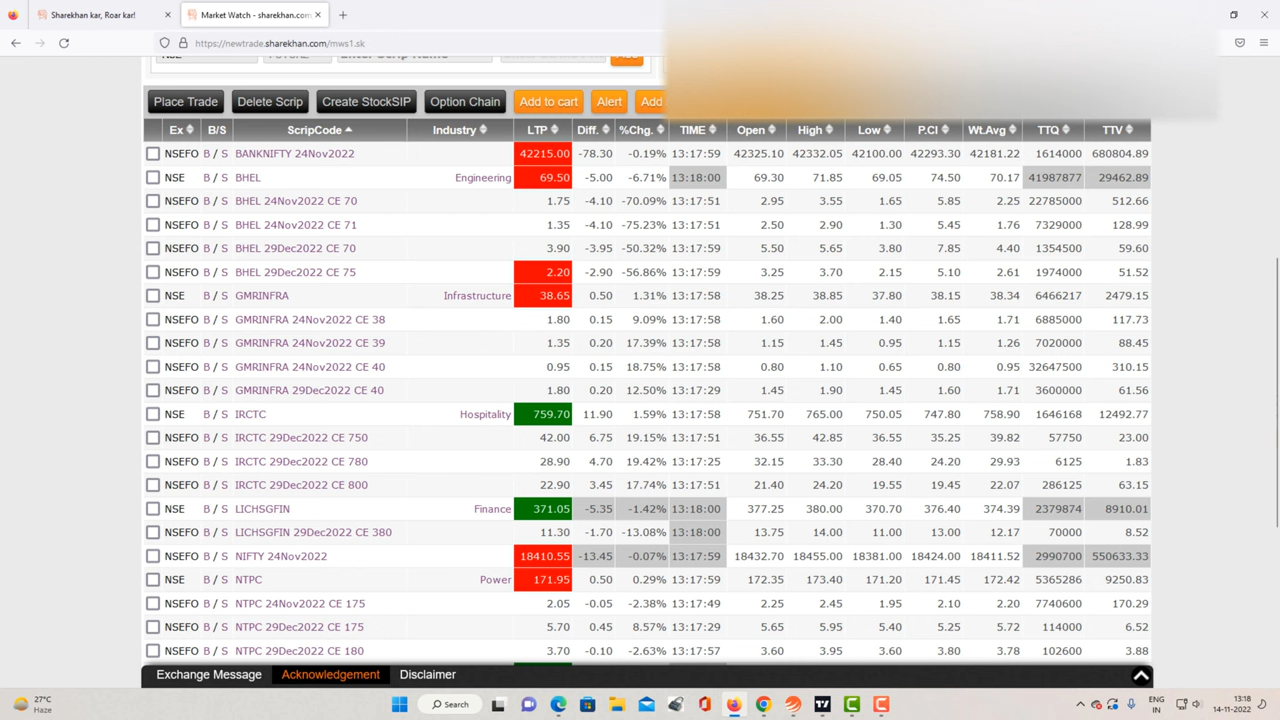 Sharekhan kar, Roar kar!
Market Watch - sharekhan.com
https://newtrade.sharekhan.com/mws1.sk
Place Trade Delete Scrip Create StockSIP Option Chain Add to cart Alert Add
Ex B/S ScripCode Industry LTP Diff. %Chg. TIME Open High Low P.Cl Wt.Avg TTQ TTV
NSEFO B / S BANKNIFTY 24Nov2022 42215.00 -78.30 -0.19% 13:17:59 42325.10 42332.05 42100.00 42293.30 42181.22 1614000 680804.89
NSE B / S BHEL Engineering 69.50 -5.00 -6.71% 13:18:00 69.30 71.85 69.05 74.50 70.17 41987877 29462.89
NSEFO B / S BHEL 24Nov2022 CE 70 1.75 -4.10 -70.09% 13:17:51 2.95 3.55 1.65 5.85 2.25 22785000 512.66
NSEFO B / S BHEL 24Nov2022 CE 71 1.35 -4.10 -75.23% 13:17:51 2.50 2.90 1.30 5.45 1.76 7329000 128.99
NSEFO B / S BHEL 29Dec2022 CE 70 3.90 -3.95 -50.32% 13:17:59 5.50 5.65 3.80 7.85 4.40 1354500 59.60
NSEFO B / S BHEL 29Dec2022 CE 75 2.20 -2.90 -56.86% 13:17:59 3.25 3.70 2.15 5.10 2.61 1974000 51.52
NSE B / S GMRINFRA Infrastructure 38.65 0.50 1.31% 13:17:58 38.25 38.85 37.80 38.15 38.34 6466217 2479.15
NSEFO B / S GMRINFRA 24Nov2022 CE 38 1.80 0.15 9.09% 13:17:58 1.60 2.00 1.40 1.65 1.71 6885000 117.73
NSEFO B / S GMRINFRA 24Nov2022 CE 39 1.35 0.20 17.39% 13:17:58 1.15 1.45 0.95 1.15 1.26 7020000 88.45
NSEFO B / S GMRINFRA 24Nov2022 CE 40 0.95 0.15 18.75% 13:17:58 0.80 1.10 0.65 0.80 0.95 32647500 310.15
NSEFO B / S GMRINFRA 29Dec2022 CE 40 1.80 0.20 12.50% 13:17:29 1.45 1.90 1.45 1.60 1.71 3600000 61.56
NSE B / S IRCTC Hospitality 759.70 11.90 1.59% 13:17:58 751.70 765.00 750.05 747.80 758.90 1646168 12492.77
NSEFO B / S IRCTC 29Dec2022 CE 750 42.00 6.75 19.15% 13:17:51 36.55 42.85 36.55 35.25 39.82 57750 23.00
NSEFO B / S IRCTC 29Dec2022 CE 780 28.90 4.70 19.42% 13:17:25 32.15 33.30 28.40 24.20 29.93 6125 1.83
NSEFO B / S IRCTC 29Dec2022 CE 800 22.90 3.45 17.74% 13:17:51 21.40 24.20 19.55 19.45 22.07 286125 63.15
NSE B / S LICHSGFIN Finance 371.05 -5.35 -1.42% 13:18:00 377.25 380.00 370.70 376.40 374.39 2379874 8910.01
NSEFO B / S LICHSGFIN 29Dec2022 CE 380 11.30 -1.70 -13.08% 13:18:00 13.75 14.00 11.00 13.00 12.17 70000 8.52
NSEFO B / S NIFTY 24Nov2022 18410.55 -13.45 -0.07% 13:17:59 18432.70 18455.00 18381.00 18424.00 18411.52 2990700 550633.33
NSE B / S NTPC Power 171.95 0.50 0.29% 13:17:59 172.35 173.40 171.20 171.45 172.42 5365286 9250.83
NSEFO B / S NTPC 24Nov2022 CE 175 2.05 -0.05 -2.38% 13:17:49 2.25 2.45 1.95 2.10 2.20 7740600 170.29
NSEFO B / S NTPC 29Dec2022 CE 175 5.70 0.45 8.57% 13:17:29 5.65 5.95 5.40 5.25 5.72 114000 6.52
NSEFO B / S NTPC 29Dec2022 CE 180 3.70 -0.10 -2.63% 13:17:57 3.60 3.95 3.60 3.80 3.78 102600 3.88
Exchange Message Acknowledgement Disclaimer
27°C
Haze
Search
ENG
IN
13:18
14-11-2022